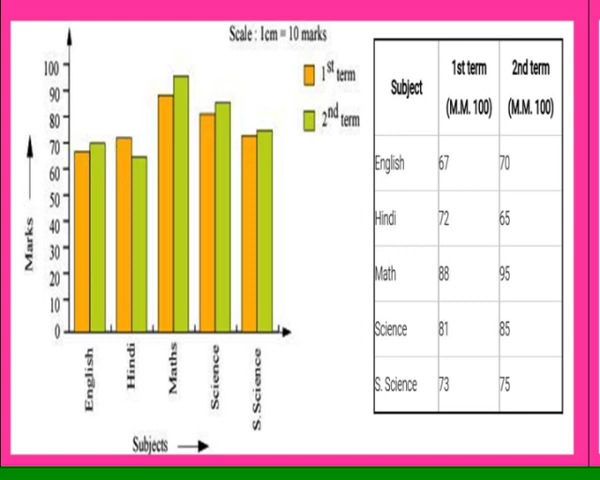 Scale : 1cm = 10 marks
1st term
2nd term
100
90
80
70
60
50
40
30
20
10
0
Marks
English
Hindi
Maths
Science
S. Science
Subjects
Subject 1st term (M.M. 100) 2nd term (M.M. 100)
English 67 70
Hindi 72 65
Math 88 95
Science 81 85
S. Science 73 75